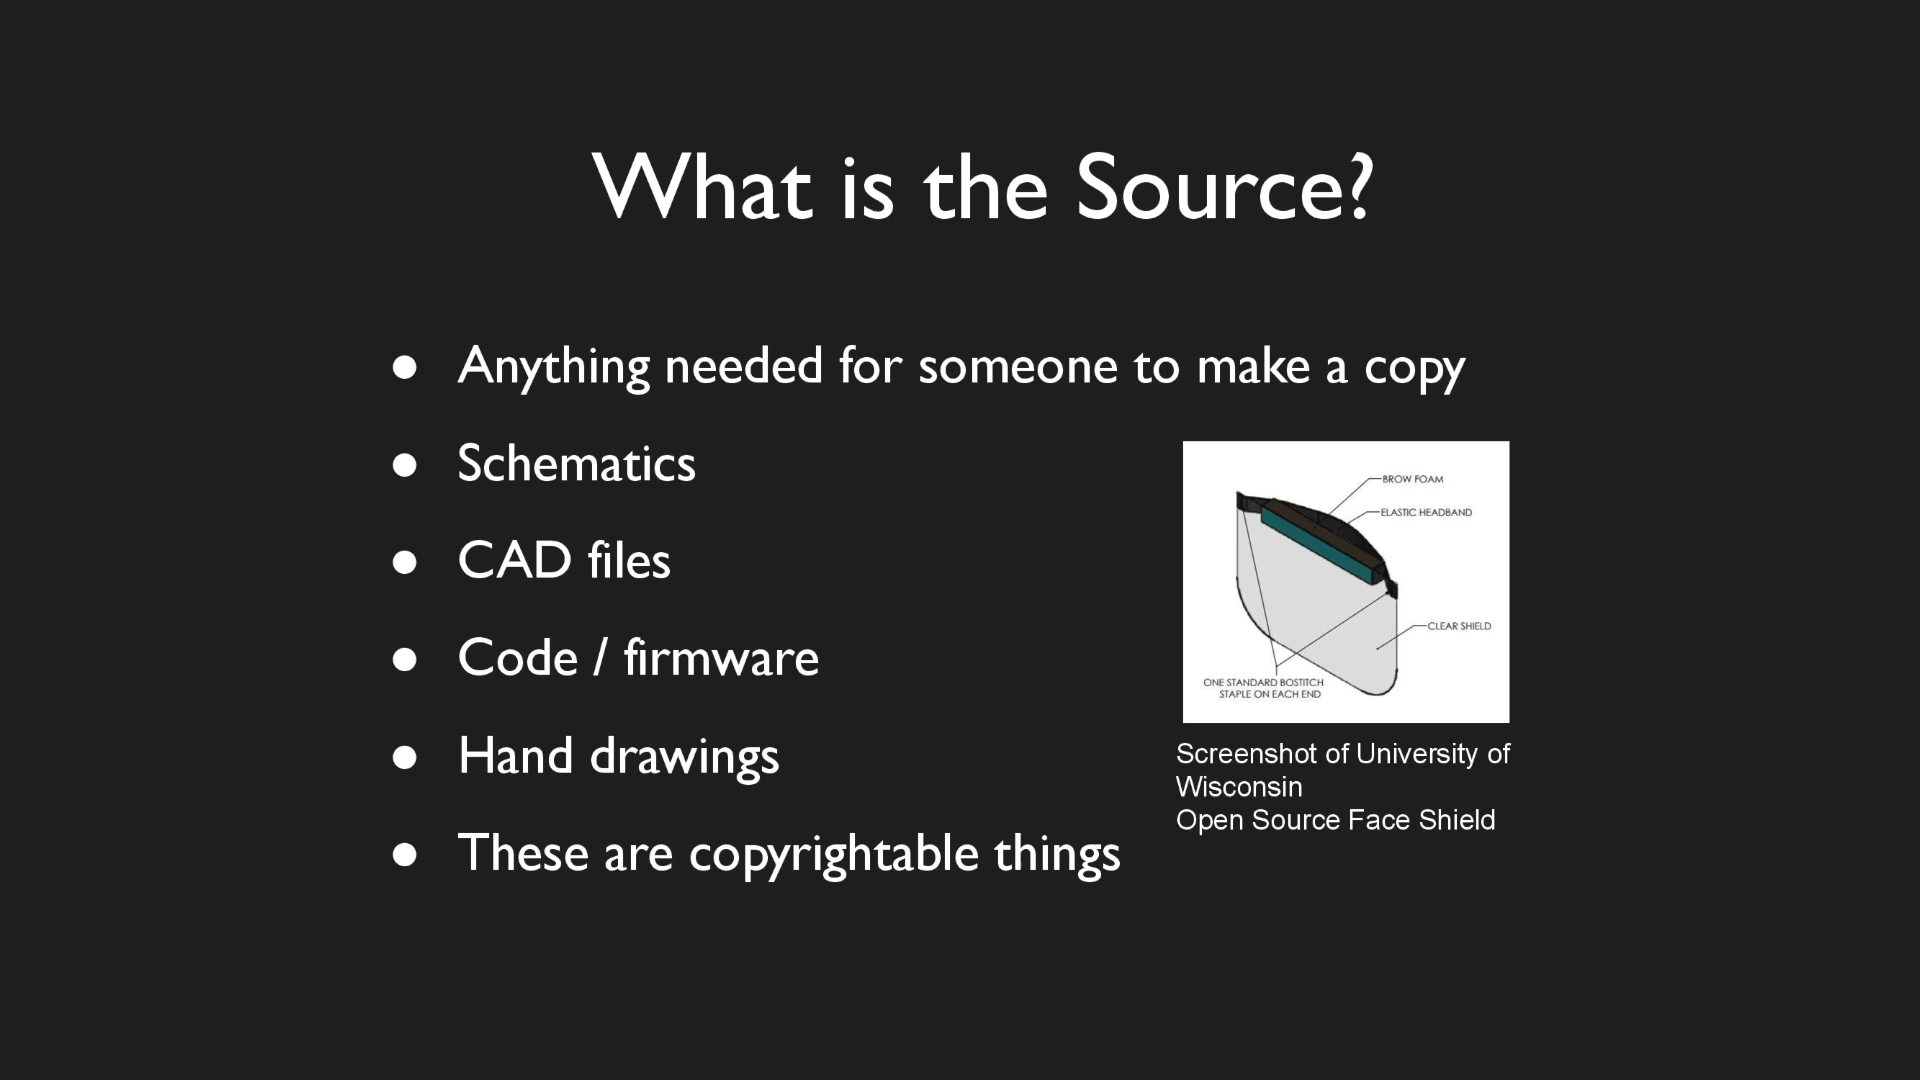 What is the Source?
● Anything needed for someone to make a copy
● Schematics
● CAD files
● Code / firmware
● Hand drawings
● These are copyrightable things
BROW FOAM
ELASTIC HEADBAND
CLEAR SHIELD
ONE STANDARD BOSTITCH
STAPLE ON EACH END
Screenshot of University of
Wisconsin
Open Source Face Shield